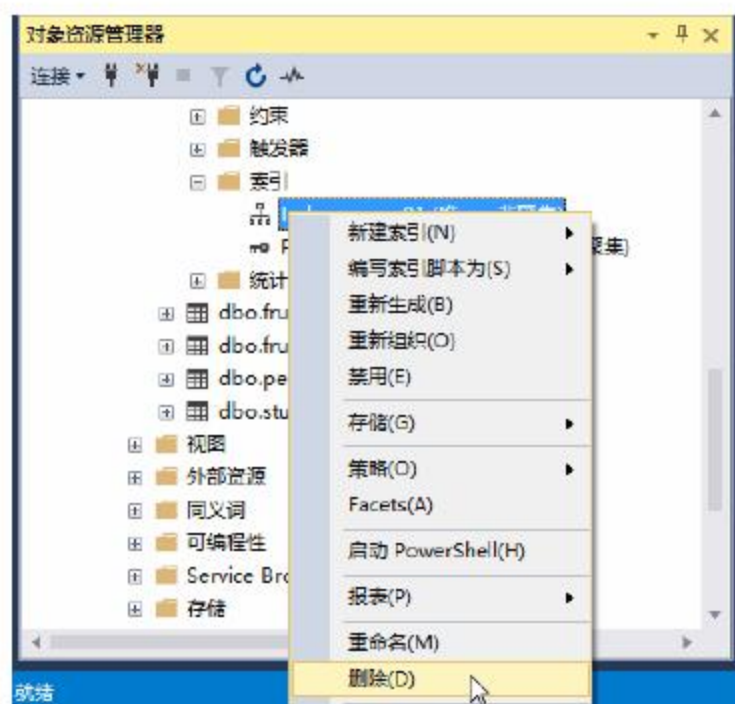 对象资源管理器
连接
约束
触发器
索引
统计
dbo.fru
dbo.fru
dbo.pe
dbo.stu
视图
外部资源
同义词
可编程性
Service Bro
存储
新建索引(N)
编写索引脚本为(S)
重新生成(B)
重新组织(O)
禁用(E)
存储(G)
策略(O)
Facets(A)
启动 PowerShell(H)
报表(P)
重命名(M)
删除(D)
就绪